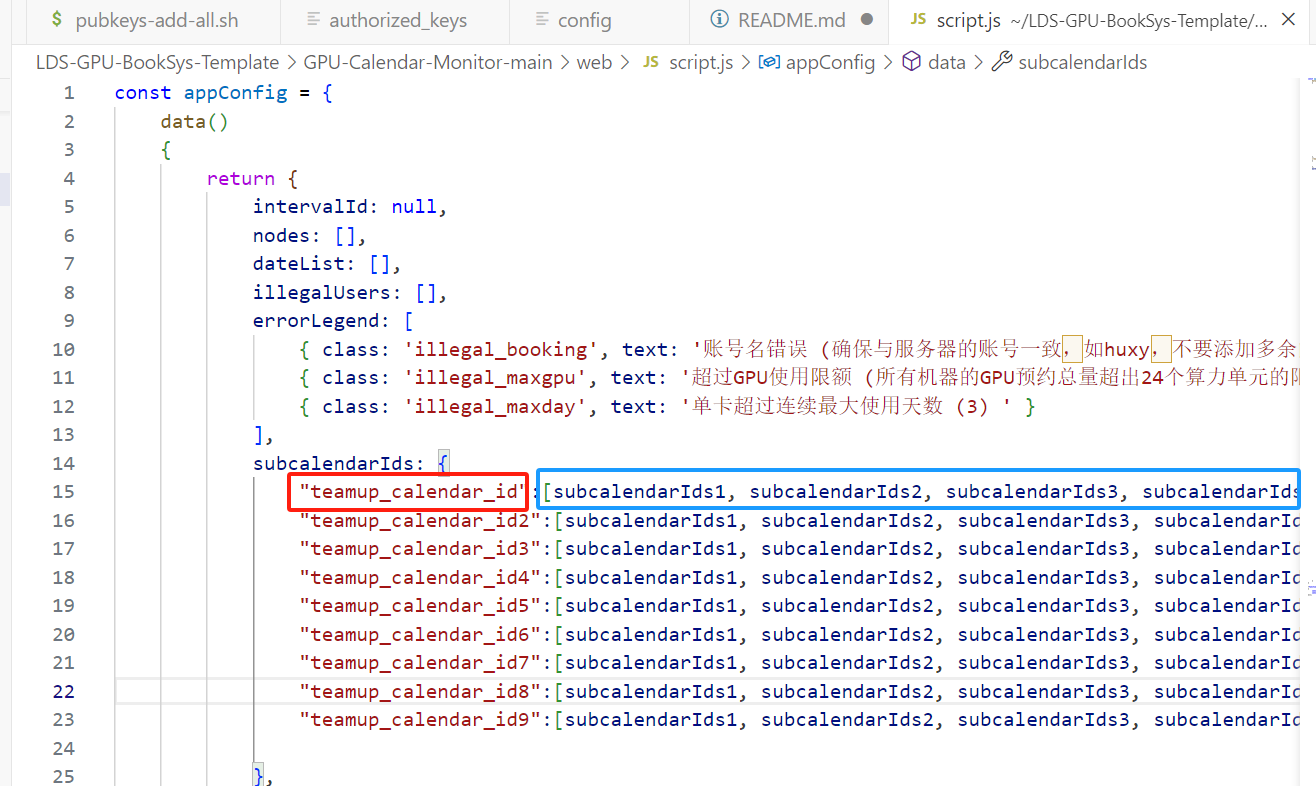 $ pubkeys-add-all.sh authorized_keys config README.md JS script.js ~/LDS-GPU-BookSys-Template/...
LDS-GPU-BookSys-Template > GPU-Calendar-Monitor-main > web > JS script.js > appConfig > data > subcalendarIds
1 const appConfig = {
2 data()
3 {
4 return {
5 intervalId: null,
6 nodes: [],
7 dateList: [],
8 illegalUsers: [],
9 errorLegend: [
10 { class: 'illegal_booking', text: '账号名错误 (确保与服务器的账号一致，如huxy，不要添加多余
11 { class: 'illegal_maxgpu', text: '超过GPU使用限额 (所有机器的GPU预约总量超出24个算力单元的
12 { class: 'illegal_maxday', text: '单卡超过连续最大使用天数 (3) ' }
13 ],
14 subcalendarIds: {
15 "teamup_calendar_id":[subcalendarIds1, subcalendarIds2, subcalendarIds3, subcalendarIds
16 "teamup_calendar_id2":[subcalendarIds1, subcalendarIds2, subcalendarIds3, subcalendarId
17 "teamup_calendar_id3":[subcalendarIds1, subcalendarIds2, subcalendarIds3, subcalendarId
18 "teamup_calendar_id4":[subcalendarIds1, subcalendarIds2, subcalendarIds3, subcalendarId
19 "teamup_calendar_id5":[subcalendarIds1, subcalendarIds2, subcalendarIds3, subcalendarId
20 "teamup_calendar_id6":[subcalendarIds1, subcalendarIds2, subcalendarIds3, subcalendarId
21 "teamup_calendar_id7":[subcalendarIds1, subcalendarIds2, subcalendarIds3, subcalendarId
22 "teamup_calendar_id8":[subcalendarIds1, subcalendarIds2, subcalendarIds3, subcalendarId
23 "teamup_calendar_id9":[subcalendarIds1, subcalendarIds2, subcalendarIds3, subcalendarId
24
25 },